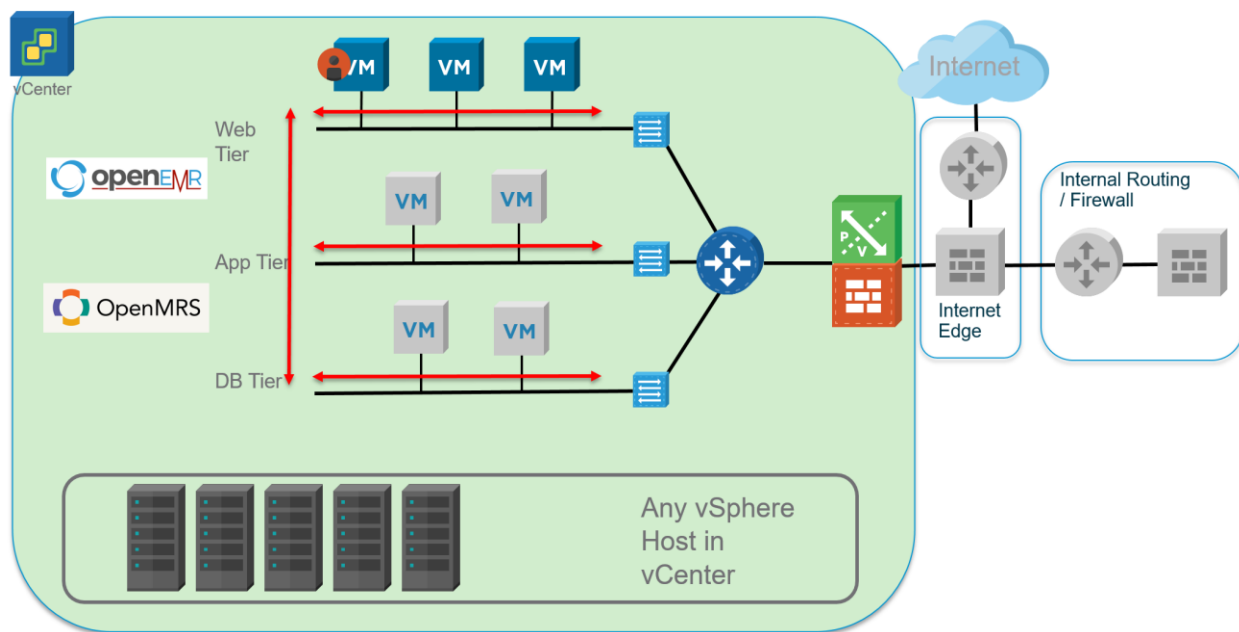 vCenter
VM
VM
VM
Web
Tier
openEMR
VM
VM
App Tier
OpenMRS
VM
VM
DB Tier
P
V
Internet
Internet
Edge
Internal Routing
/ Firewall
Any vSphere
Host in
vCenter